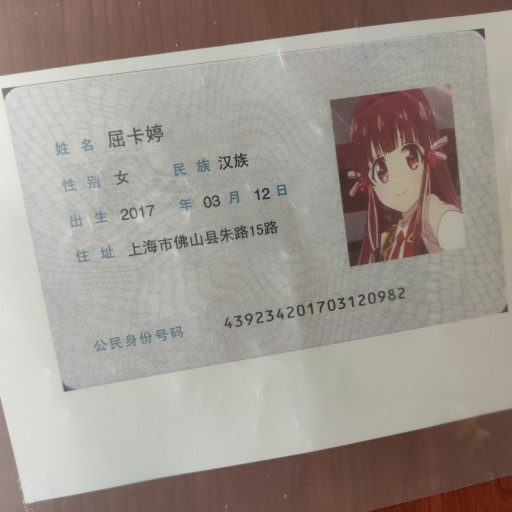 姓名 屈卡婷
性别 女 民族 汉族
出生 2017 年 03 月 12 日
住址 上海市佛山县朱路15路
公民身份号码 439234201703120982